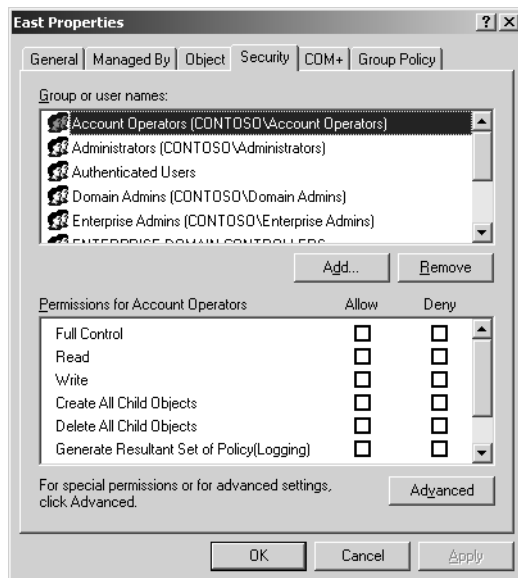 East Properties
General Managed By Object Security COM+ Group Policy
Group or user names:
Account Operators (CONTOSO\Account Operators)
Administrators (CONTOSO\Administrators)
Authenticated Users
Domain Admins (CONTOSO\Domain Admins)
Enterprise Admins (CONTOSO\Enterprise Admins)
ENTERPRISE DOMAIN CONTROLLERS
Add... Remove
Permissions for Account Operators Allow Deny
Full Control
Read
Write
Create All Child Objects
Delete All Child Objects
Generate Resultant Set of Policy(Logging)
For special permissions or for advanced settings,
click Advanced.
Advanced
OK Cancel Apply